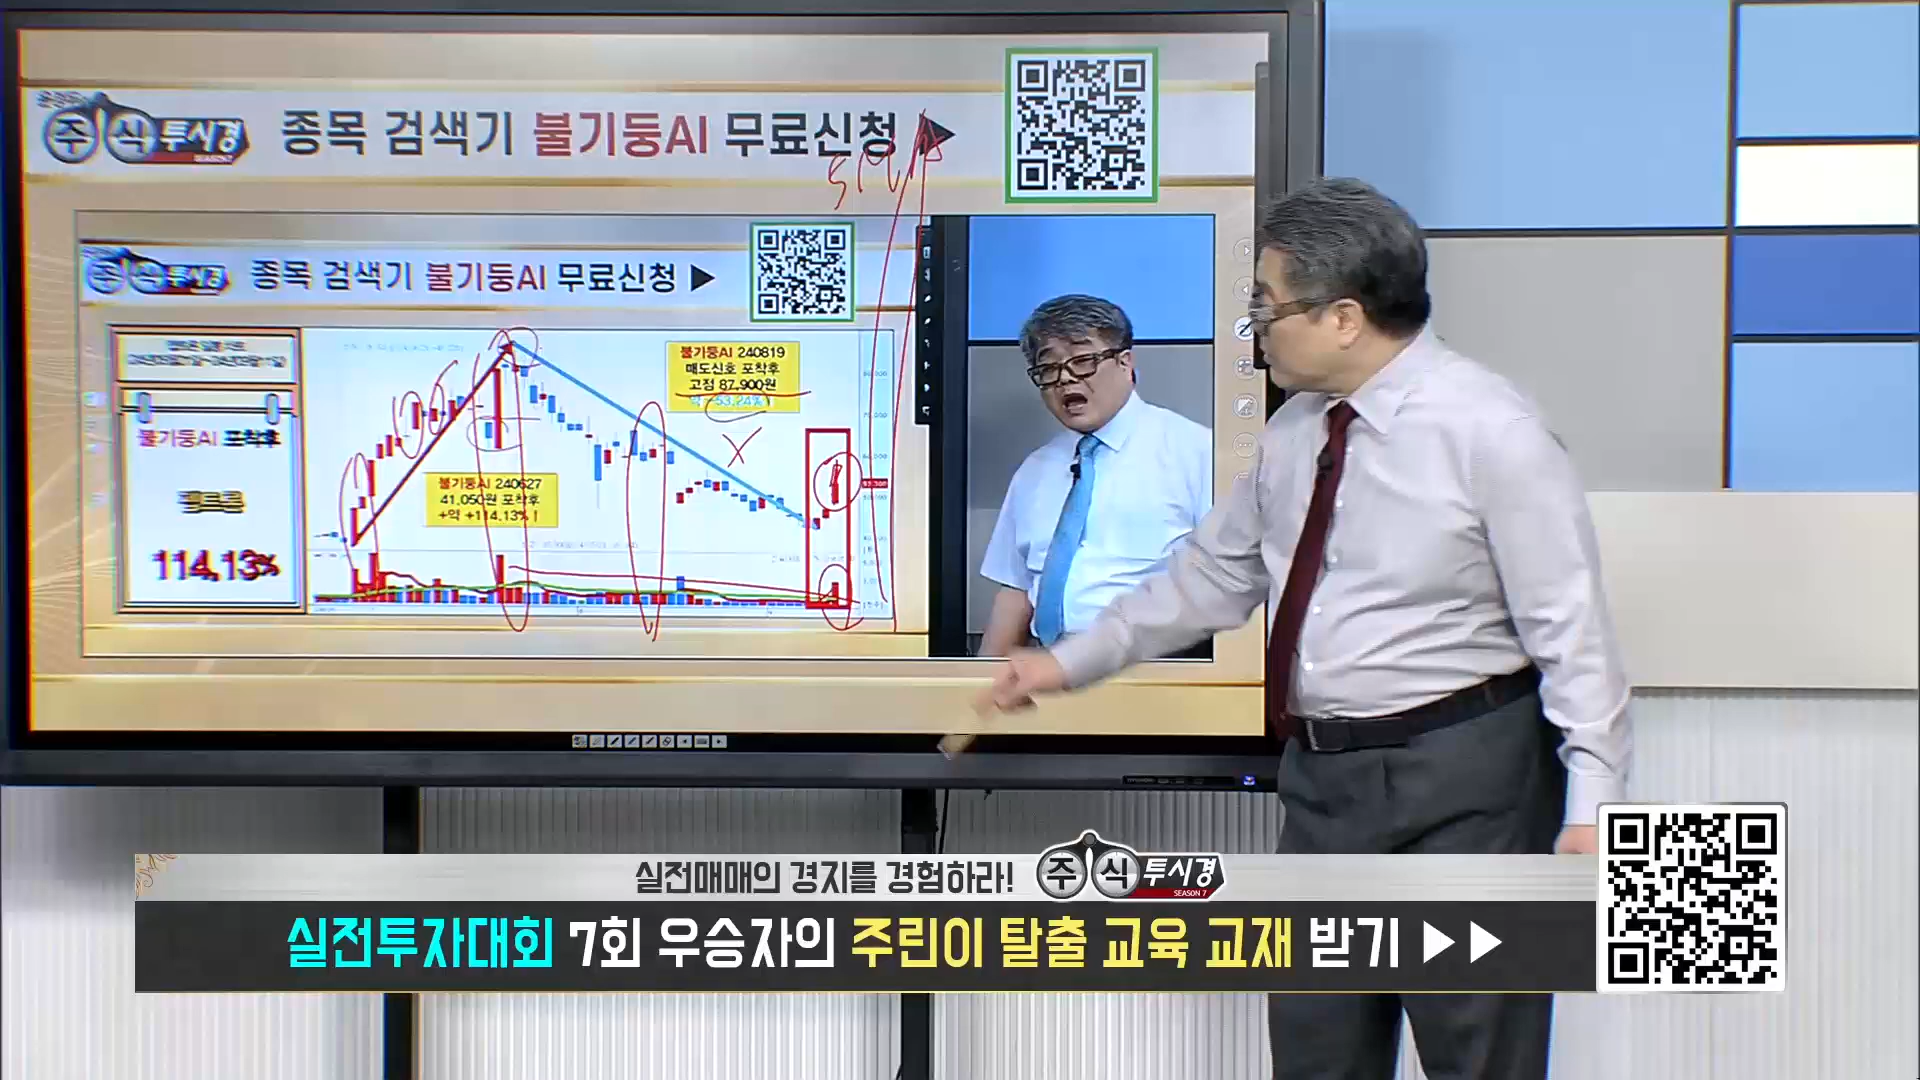 주식투시경
SEASON 7
종목 검색기 불기둥AI 무료신청 ▶
SMA
주식투시경
종목 검색기 불기둥AI 무료신청 ▶
불기둥AI 포착후
114.13%
불기둥AI 240627
41,050원 포착후
+약 +114.13%↑
불기둥AI 240819
매도신호 포착후
고점 87,900원
약 -53.24%↑
X
실전매매의 경지를 경험하라!
주식투시경
SEASON 7
실전투자대회 7회 우승자의 주린이 탈출 교육 교재 받기 ▶▶